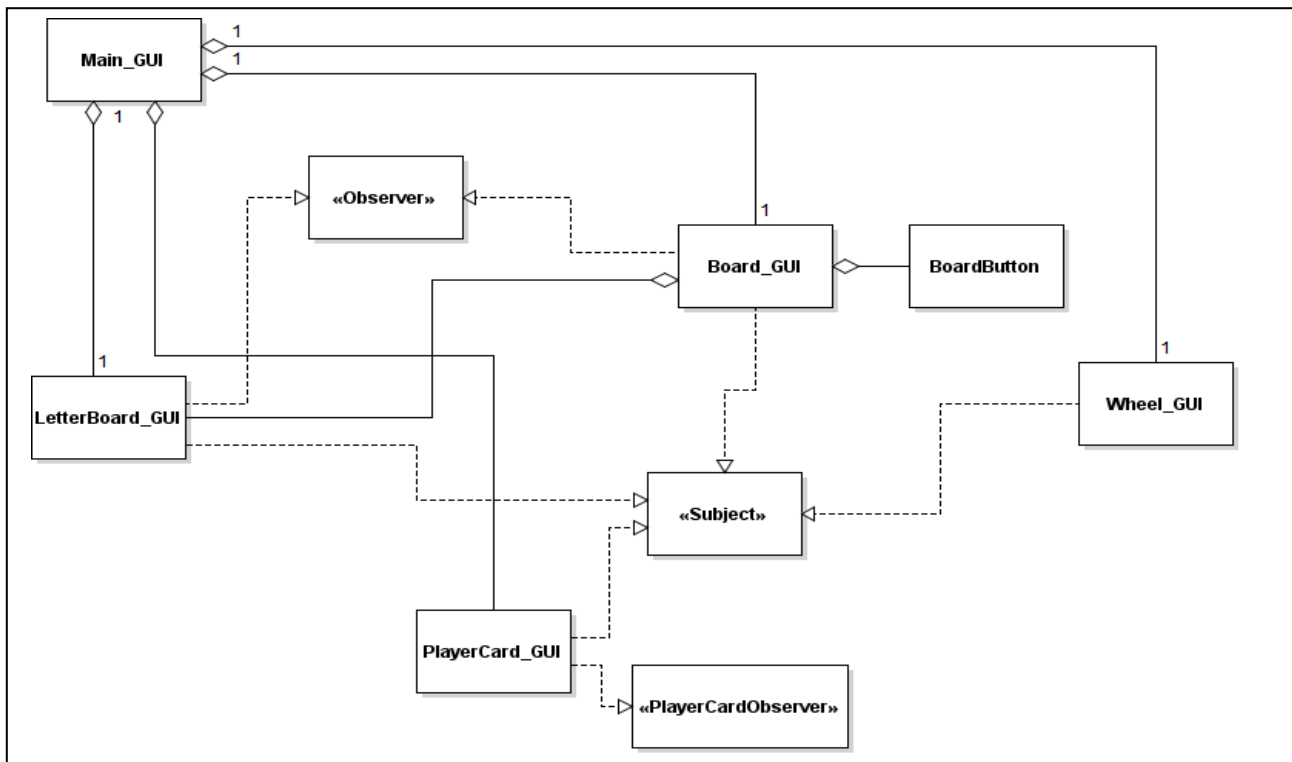 Main_GUI
1
1
1
«Observer»
1
Board_GUI
BoardButton
1
1
LetterBoard_GUI
Wheel_GUI
«Subject»
PlayerCard_GUI
«PlayerCardObserver»